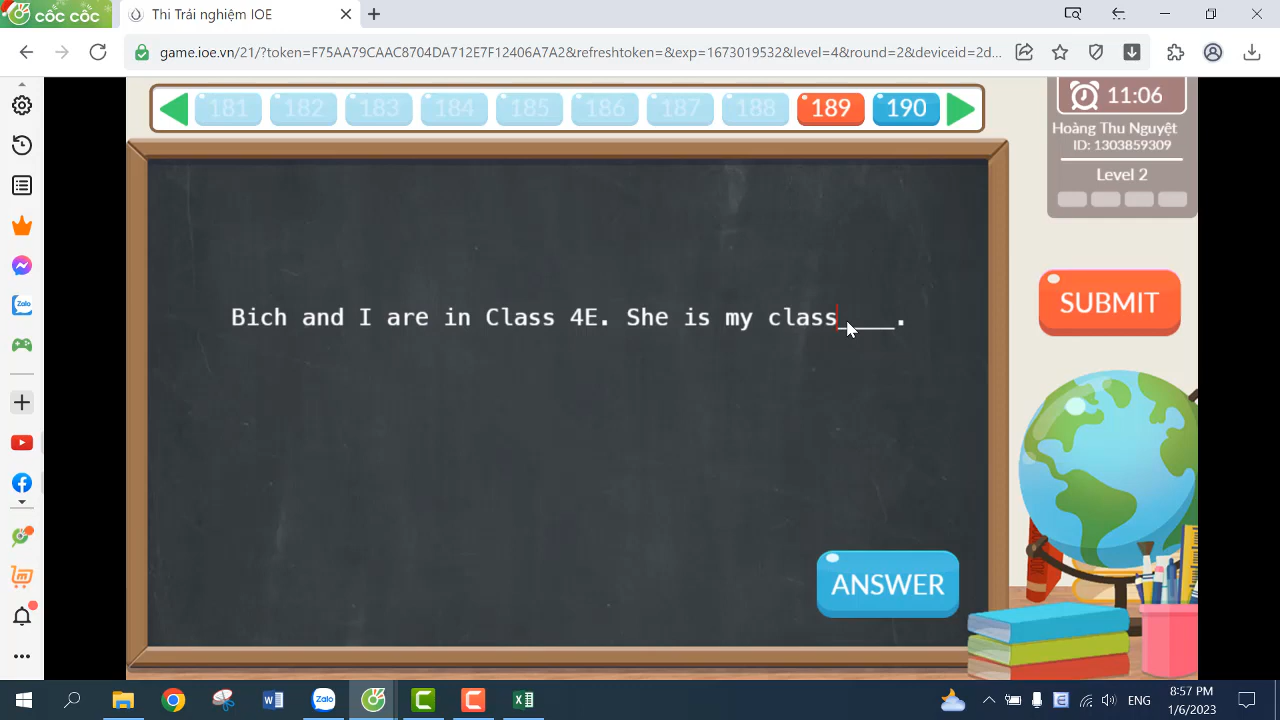 cốc cốc
Thi Trải nghiệm IOE
game.ioe.vn/21/?token=F75AA79CAAC8704DA712E7F12406A7A2&refreshtoken=&exp=1673019532&level=4&round=2&deviceid=2d...
181 182 183 184 185 186 187 188 189 190
11:06
Hoàng Thu Nguyệt
ID: 1303859309
Level 2
Bich and I are in Class 4E. She is my class____.
SUBMIT
ANSWER
Zalo
ENG
8:57 PM
1/6/2023